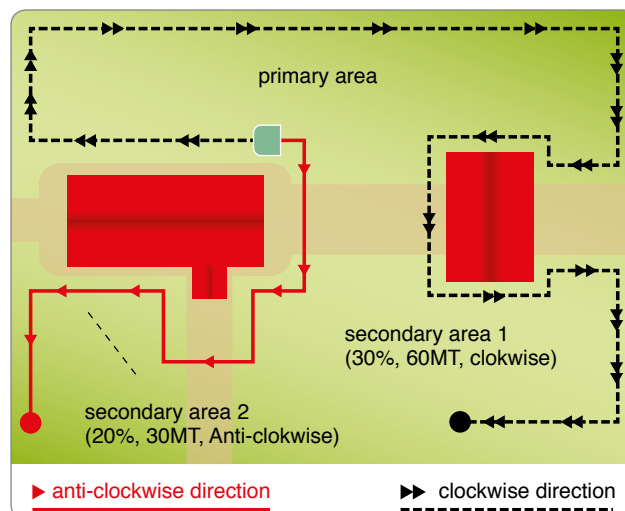 primary area
secondary area 1
(30%, 60MT, clokwise)
secondary area 2
(20%, 30MT, Anti-clokwise)
anti-clockwise direction
clockwise direction